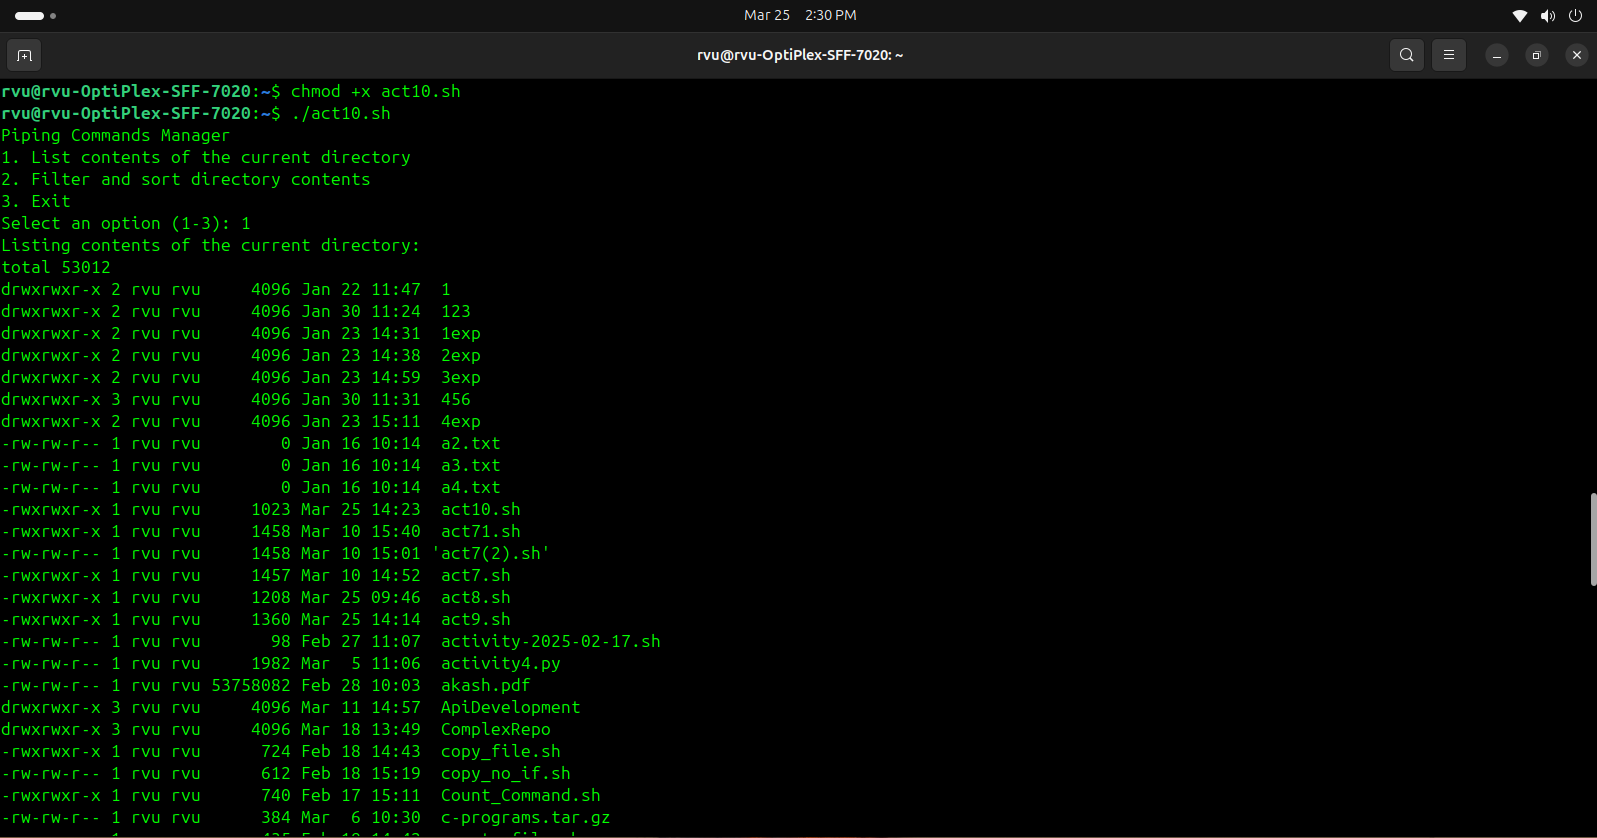 Mar 25 2:30 PM
rvu@rvu-OptiPlex-SFF-7020: ~
rvu@rvu-OptiPlex-SFF-7020:~$ chmod +x act10.sh
rvu@rvu-OptiPlex-SFF-7020:~$ ./act10.sh
Piping Commands Manager
1. List contents of the current directory
2. Filter and sort directory contents
3. Exit
Select an option (1-3): 1
Listing contents of the current directory:
total 53012
drwxrwxr-x 2 rvu rvu     4096 Jan 22 11:47  1
drwxrwxr-x 2 rvu rvu     4096 Jan 30 11:24  123
drwxrwxr-x 2 rvu rvu     4096 Jan 23 14:31  1exp
drwxrwxr-x 2 rvu rvu     4096 Jan 23 14:38  2exp
drwxrwxr-x 2 rvu rvu     4096 Jan 23 14:59  3exp
drwxrwxr-x 3 rvu rvu     4096 Jan 30 11:31  456
drwxrwxr-x 2 rvu rvu     4096 Jan 23 15:11  4exp
-rw-rw-r-- 1 rvu rvu        0 Jan 16 10:14  a2.txt
-rw-rw-r-- 1 rvu rvu        0 Jan 16 10:14  a3.txt
-rw-rw-r-- 1 rvu rvu        0 Jan 16 10:14  a4.txt
-rwxrwxr-x 1 rvu rvu     1023 Mar 25 14:23  act10.sh
-rwxrwxr-x 1 rvu rvu     1458 Mar 10 15:40  act71.sh
-rw-rw-r-- 1 rvu rvu     1458 Mar 10 15:01 'act7(2).sh'
-rwxrwxr-x 1 rvu rvu     1457 Mar 10 14:52  act7.sh
-rwxrwxr-x 1 rvu rvu     1208 Mar 25 09:46  act8.sh
-rwxrwxr-x 1 rvu rvu     1360 Mar 25 14:14  act9.sh
-rw-rw-r-- 1 rvu rvu       98 Feb 27 11:07  activity-2025-02-17.sh
-rw-rw-r-- 1 rvu rvu     1982 Mar  5 11:06  activity4.py
-rw-rw-r-- 1 rvu rvu 53758082 Feb 28 10:03  akash.pdf
drwxrwxr-x 3 rvu rvu     4096 Mar 11 14:57  ApiDevelopment
drwxrwxr-x 3 rvu rvu     4096 Mar 18 13:49  ComplexRepo
-rwxrwxr-x 1 rvu rvu      724 Feb 18 14:43  copy_file.sh
-rw-rw-r-- 1 rvu rvu      612 Feb 18 15:19  copy_no_if.sh
-rwxrwxr-x 1 rvu rvu      740 Feb 17 15:11  Count_Command.sh
-rw-rw-r-- 1 rvu rvu      384 Mar  6 10:30  c-programs.tar.gz